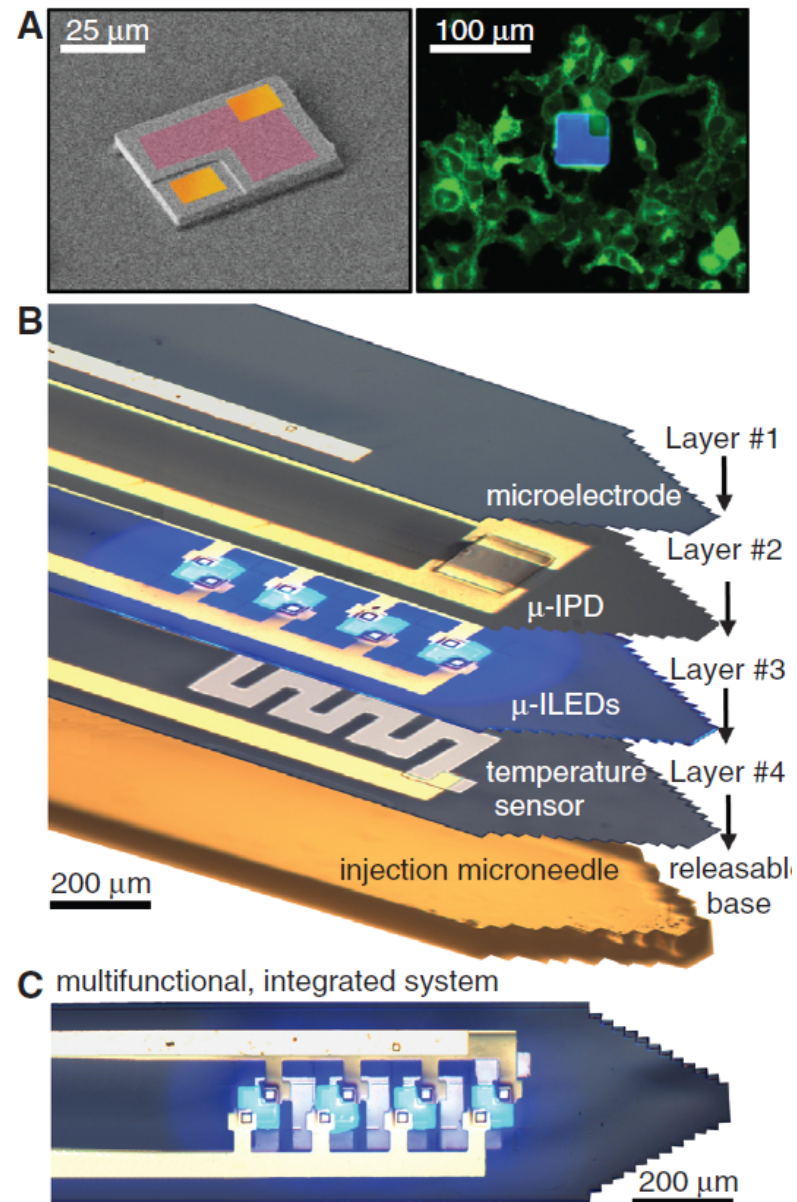 A
25 μm
100 μm
B
Layer #1
microelectrode
Layer #2
μ-IPD
Layer #3
μ-ILEDs
temperature
sensor
Layer #4
injection microneedle
releasable
base
200 μm
C multifunctional, integrated system
200 μm